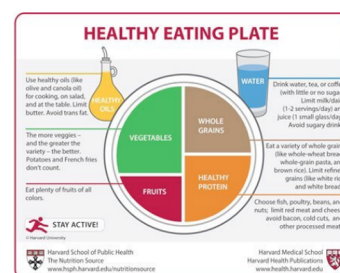 HEALTHY EATING PLATE
Use healthy oils (like
olive and canola oil)
for cooking, on salad,
and at the table. Limit
butter. Avoid trans fat.
HEALTHY
OILS
The more veggies –
and the greater the
variety – the better.
Potatoes and French fries
don't count.
Eat plenty of fruits of all
colors.
STAY ACTIVE!
© Harvard University
VEGETABLES
FRUITS
WHOLE
GRAINS
HEALTHY
PROTEIN
WATER
Drink water, tea, or coffe
(with little or no suga
Limit milk/dai
(1-2 servings/day) an
juice (1 small glass/da
Avoid sugary drink
Eat a variety of whole grain
(like whole-wheat brea
whole-grain pasta, an
brown rice). Limit refine
grains (like white ric
and white bread
Choose fish, poultry, beans, an
nuts; limit red meat and chees
avoid bacon, cold cuts, an
other processed meat
Harvard School of Public Health
The Nutrition Source
www.hsph.harvard.edu/nutritionsource
Harvard Medical School
Harvard Health Publications
www.health.harvard.edu